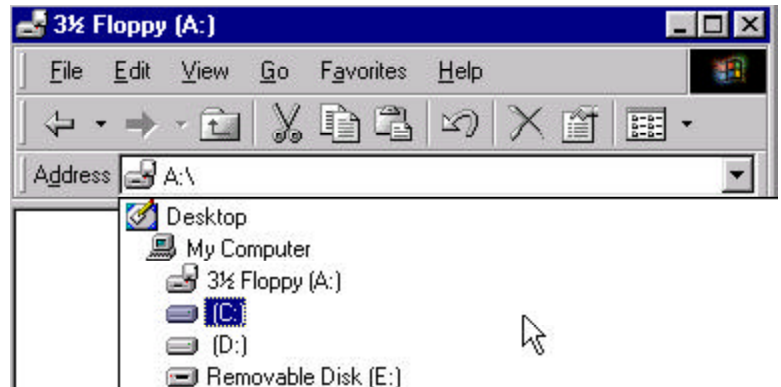 3½ Floppy (A:)
File Edit View Go Favorites Help
Address A:\
Desktop
My Computer
3½ Floppy (A:)
(C:
(D:)
Removable Disk (E:)